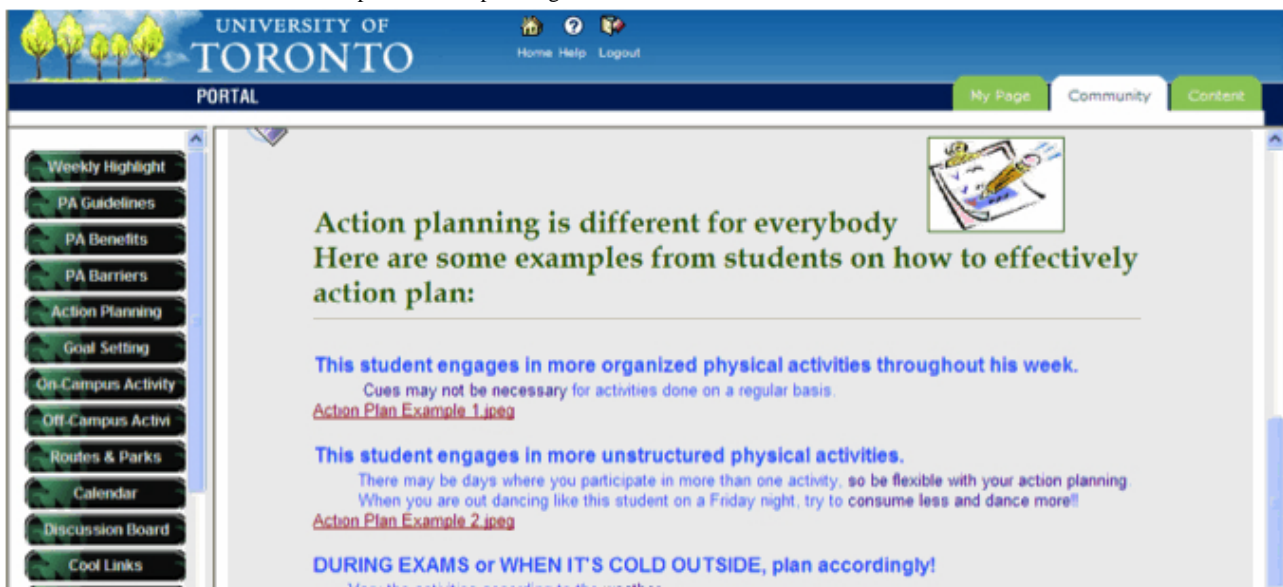 UNIVERSITY OF
TORONTO
Home Help Logout
PORTAL
My Page Community Content
Weekly Highlight
PA Guidelines
PA Benefits
PA Barriers
Action Planning
Goal Setting
On-Campus Activity
Off-Campus Activi
Routes & Parks
Calendar
Discussion Board
Cool Links
Action planning is different for everybody
Here are some examples from students on how to effectively
action plan:
This student engages in more organized physical activities throughout his week.
Cues may not be necessary for activities done on a regular basis.
Action Plan Example 1.jpeg
This student engages in more unstructured physical activities.
There may be days where you participate in more than one activity, so be flexible with your action planning.
When you are out dancing like this student on a Friday night, try to consume less and dance more!!
Action Plan Example 2.jpeg
DURING EXAMS or WHEN IT'S COLD OUTSIDE, plan accordingly!
Vary the activities according to the weather